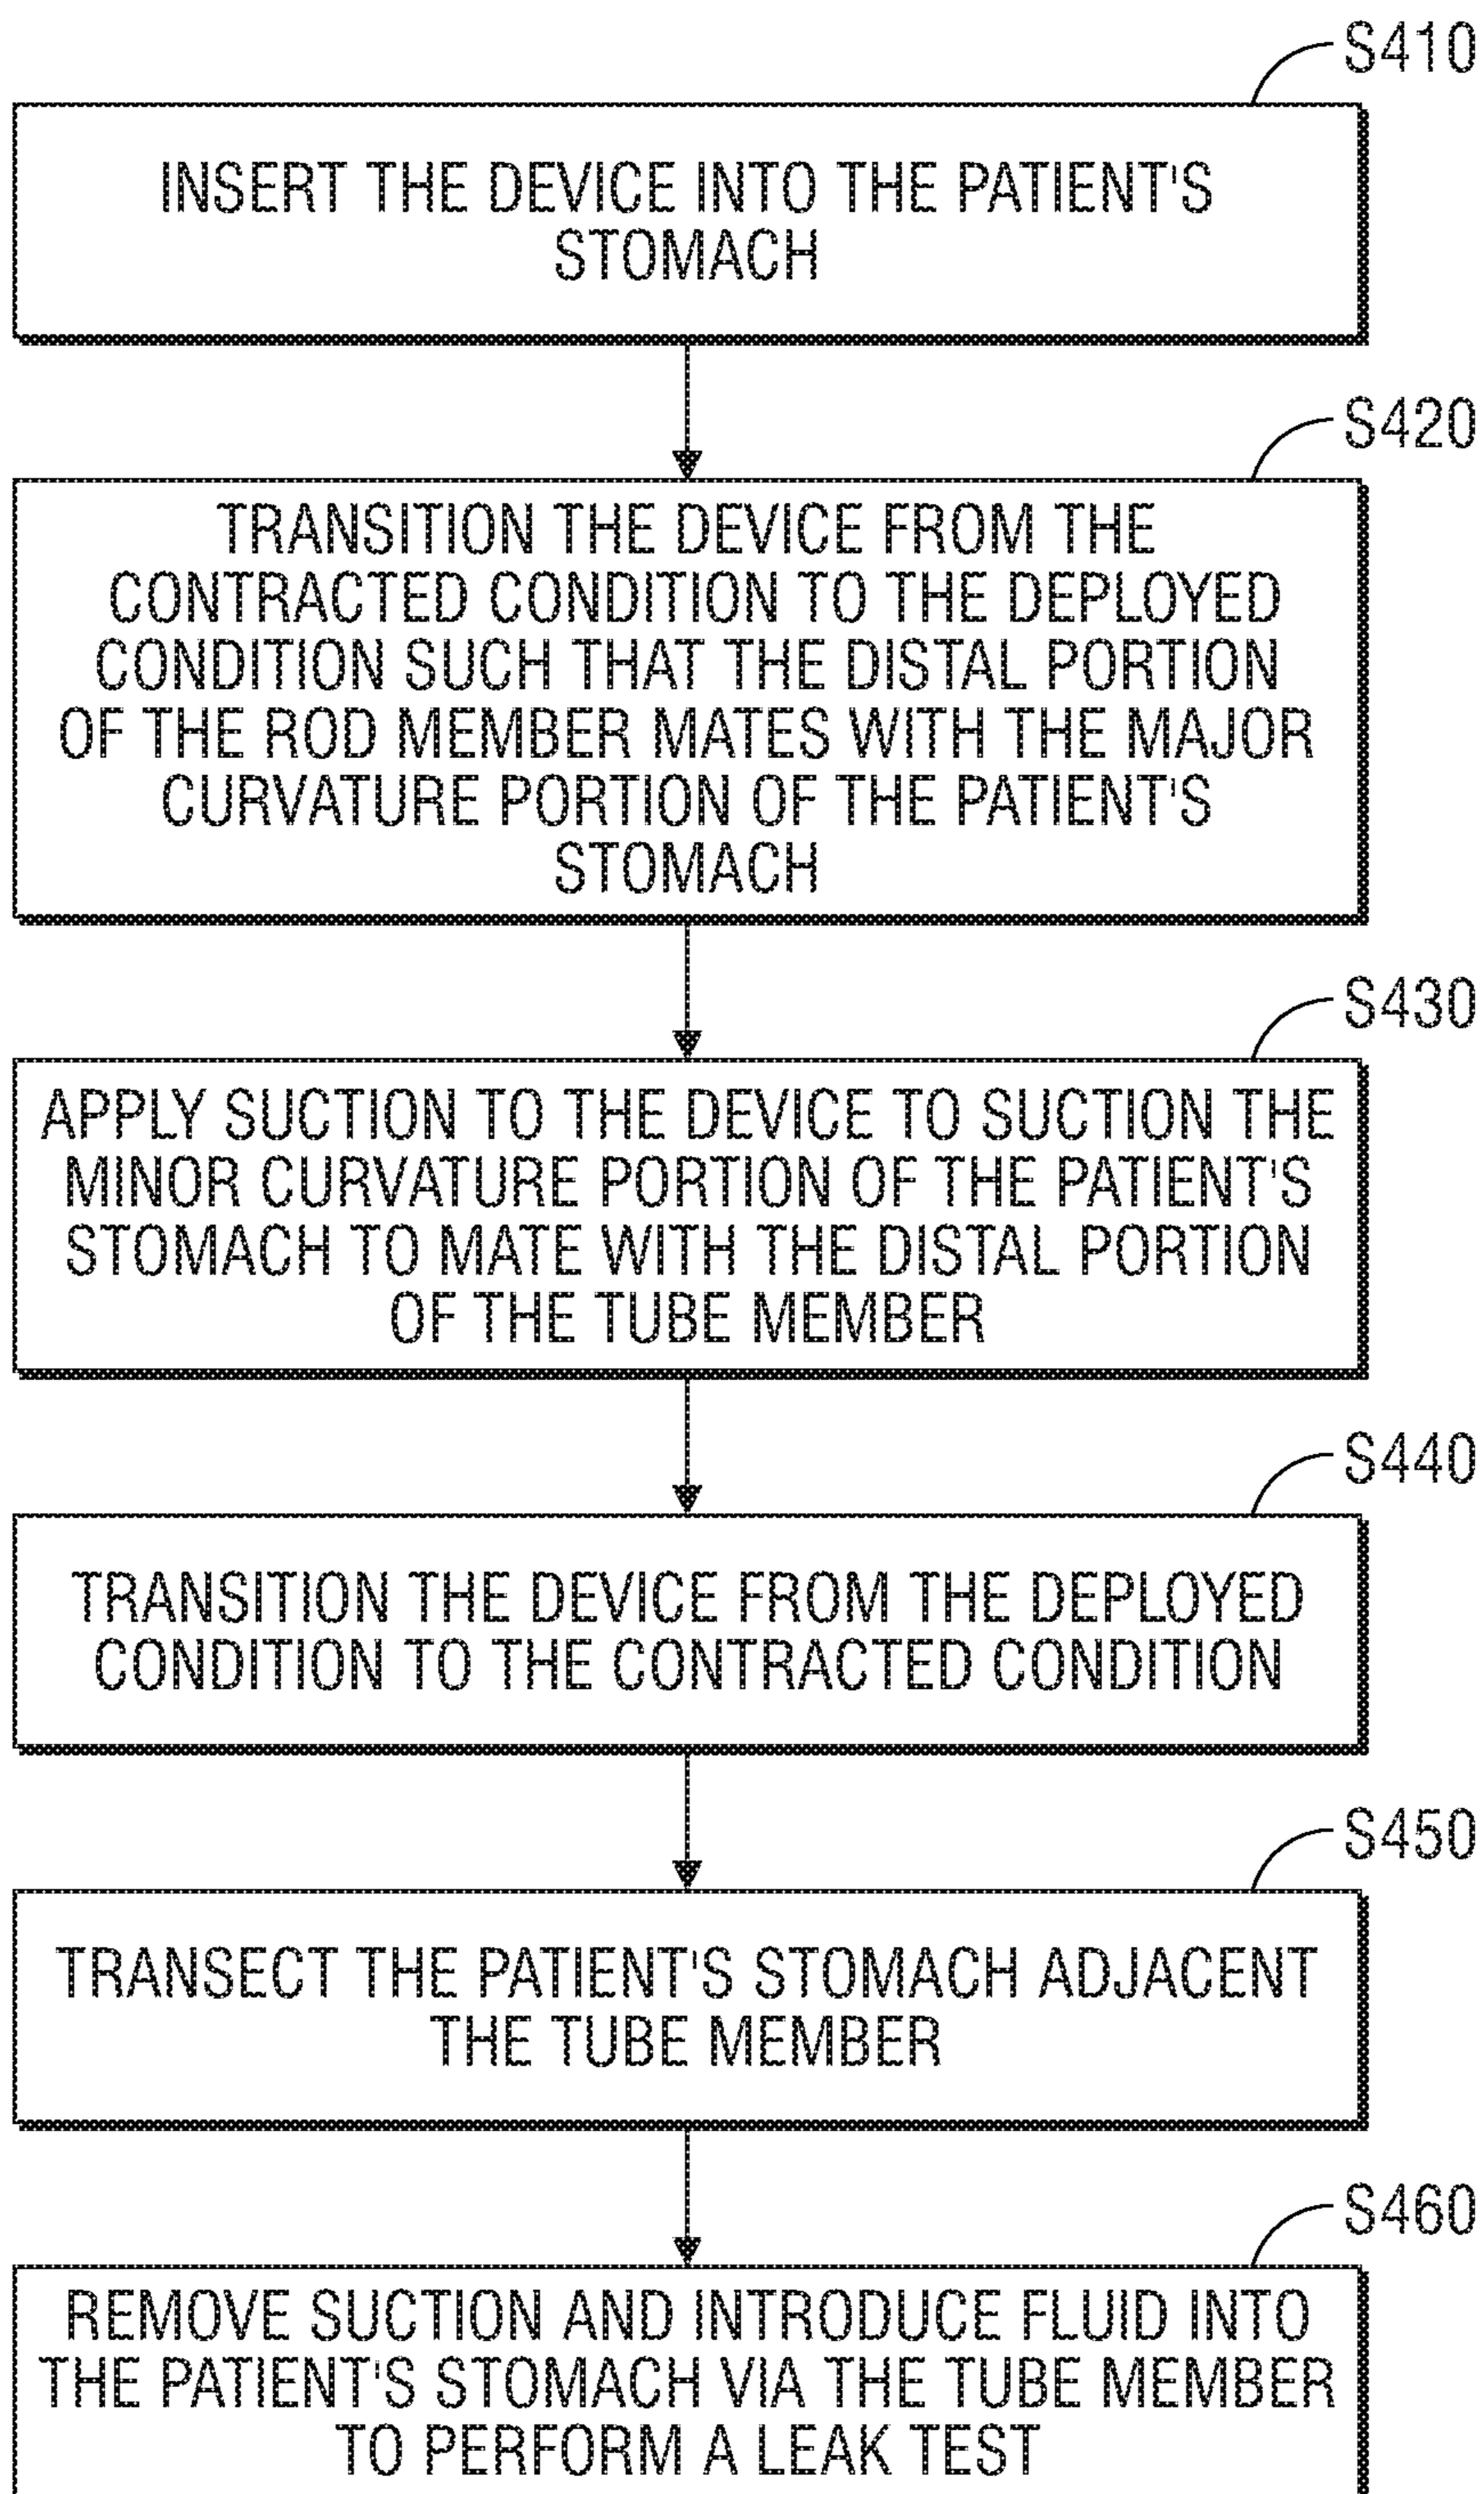 S410
INSERT THE DEVICE INTO THE PATIENT'S
STOMACH
S420
TRANSITION THE DEVICE FROM THE
CONTRACTED CONDITION TO THE DEPLOYED
CONDITION SUCH THAT THE DISTAL PORTION
OF THE ROD MEMBER MATES WITH THE MAJOR
CURVATURE PORTION OF THE PATIENT'S
STOMACH
S430
APPLY SUCTION TO THE DEVICE TO SUCTION THE
MINOR CURVATURE PORTION OF THE PATIENT'S
STOMACH TO MATE WITH THE DISTAL PORTION
OF THE TUBE MEMBER
S440
TRANSITION THE DEVICE FROM THE DEPLOYED
CONDITION TO THE CONTRACTED CONDITION
S450
TRANSECT THE PATIENT'S STOMACH ADJACENT
THE TUBE MEMBER
S460
REMOVE SUCTION AND INTRODUCE FLUID INTO
THE PATIENT'S STOMACH VIA THE TUBE MEMBER
TO PERFORM A LEAK TEST